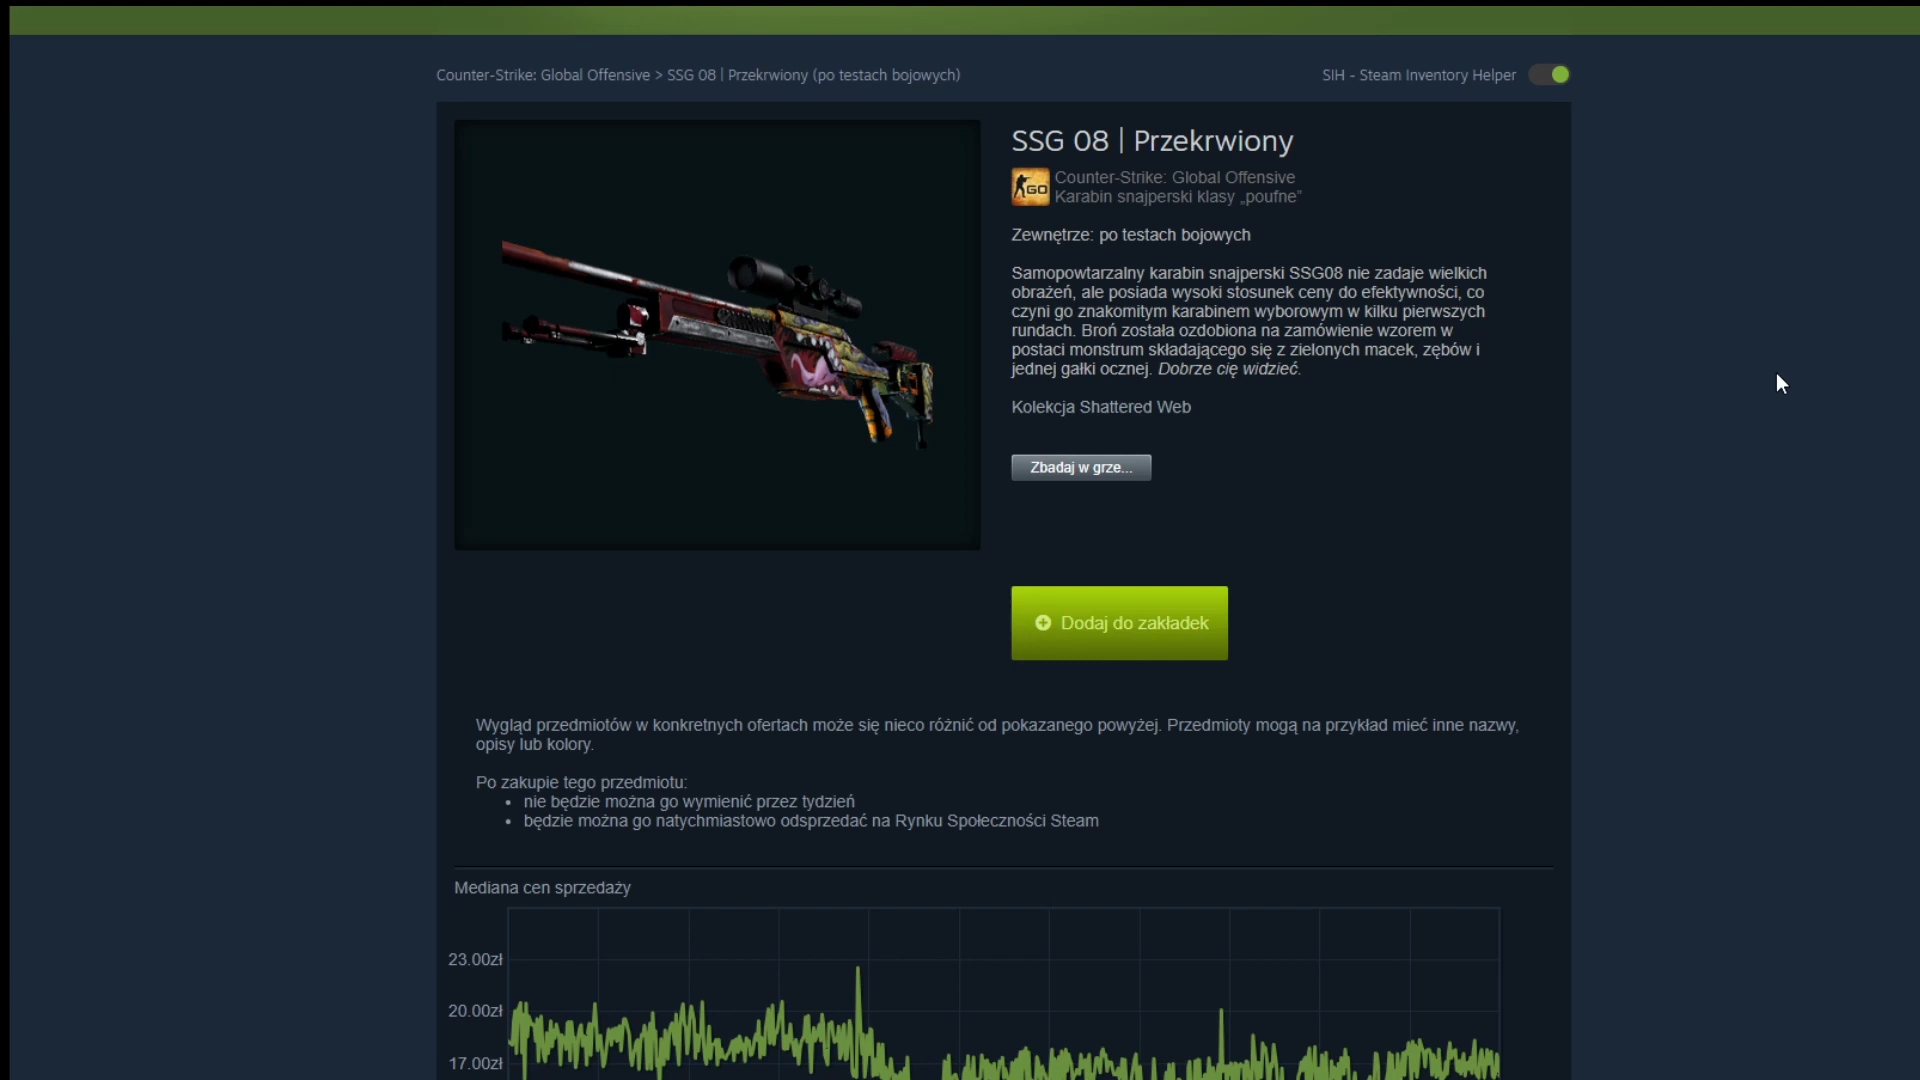 Counter-Strike: Global Offensive > SSG 08 | Przekrwiony (po testach bojowych)
SIH - Steam Inventory Helper
SSG 08 | Przekrwiony
GO
Counter-Strike: Global Offensive
Karabin snajperski klasy „poufne”
Zewnętrze: po testach bojowych
Samopowtarzalny karabin snajperski SSG08 nie zadaje wielkich
obrażeń, ale posiada wysoki stosunek ceny do efektywności, co
czyni go znakomitym karabinem wyborowym w kilku pierwszych
rundach. Broń została ozdobiona na zamówienie wzorem w
postaci monstrum składającego się z zielonych macek, zębów i
jednej gałki ocznej. Dobrze cię widzieć.
Kolekcja Shattered Web
Zbadaj w grze...
Dodaj do zakładek
Wygląd przedmiotów w konkretnych ofertach może się nieco różnić od pokazanego powyżej. Przedmioty mogą na przykład mieć inne nazwy,
opisy lub kolory.
Po zakupie tego przedmiotu:
• nie będzie można go wymienić przez tydzień
• będzie można go natychmiastowo odsprzedać na Rynku Społeczności Steam
Mediana cen sprzedaży
23.00zł
20.00zł
17.00zł